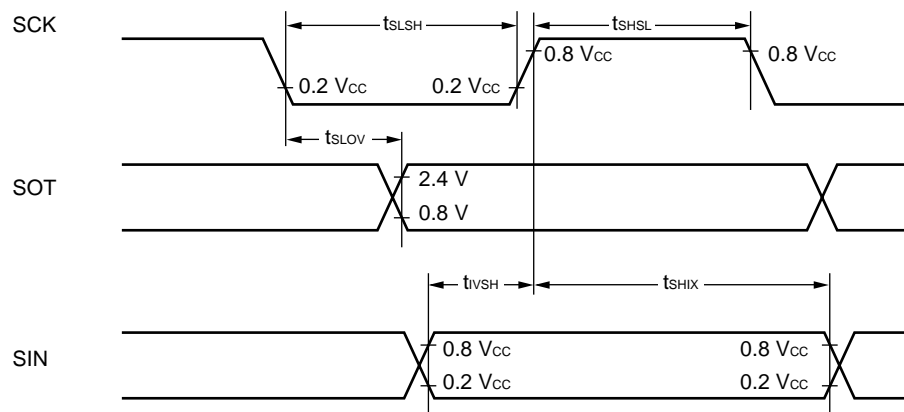 SCK
tSLSH
tSHSL
0.8 VCC
0.8 VCC
0.2 VCC
0.2 VCC
tSLOV
SOT
2.4 V
0.8 V
tIVSH
tSHIX
SIN
0.8 VCC
0.8 VCC
0.2 VCC
0.2 VCC